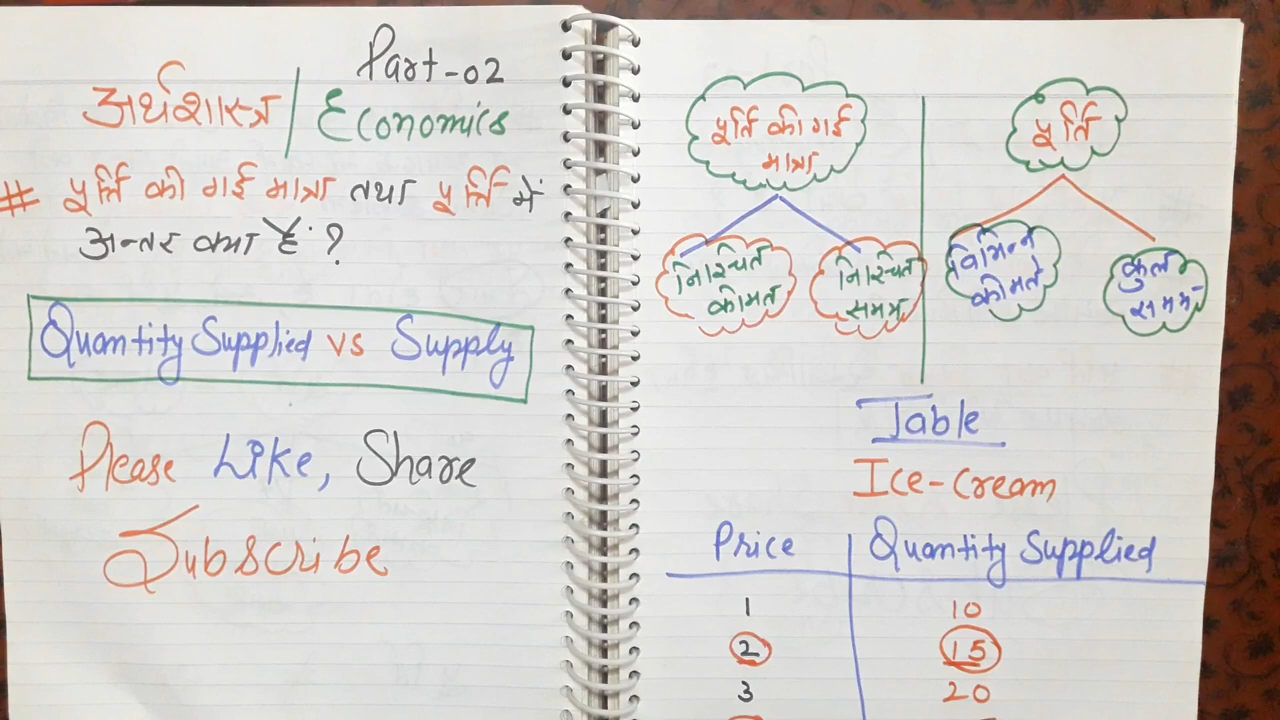 Part-02
अर्थशास्त्र / Economics
# पूर्ति की गई मात्रा तथा पूर्ति में
अन्तर क्या है ?
Quantity Supplied vs Supply
Please Like, Share
Subscribe
पूर्ति की गई
मात्रा
निश्चित
कीमत
निश्चित
समय
पूर्ति
विभिन्न
कीमतें
कुल
समय
Table
Ice-Cream
Price Quantity Supplied
1 10
2 15
3 20